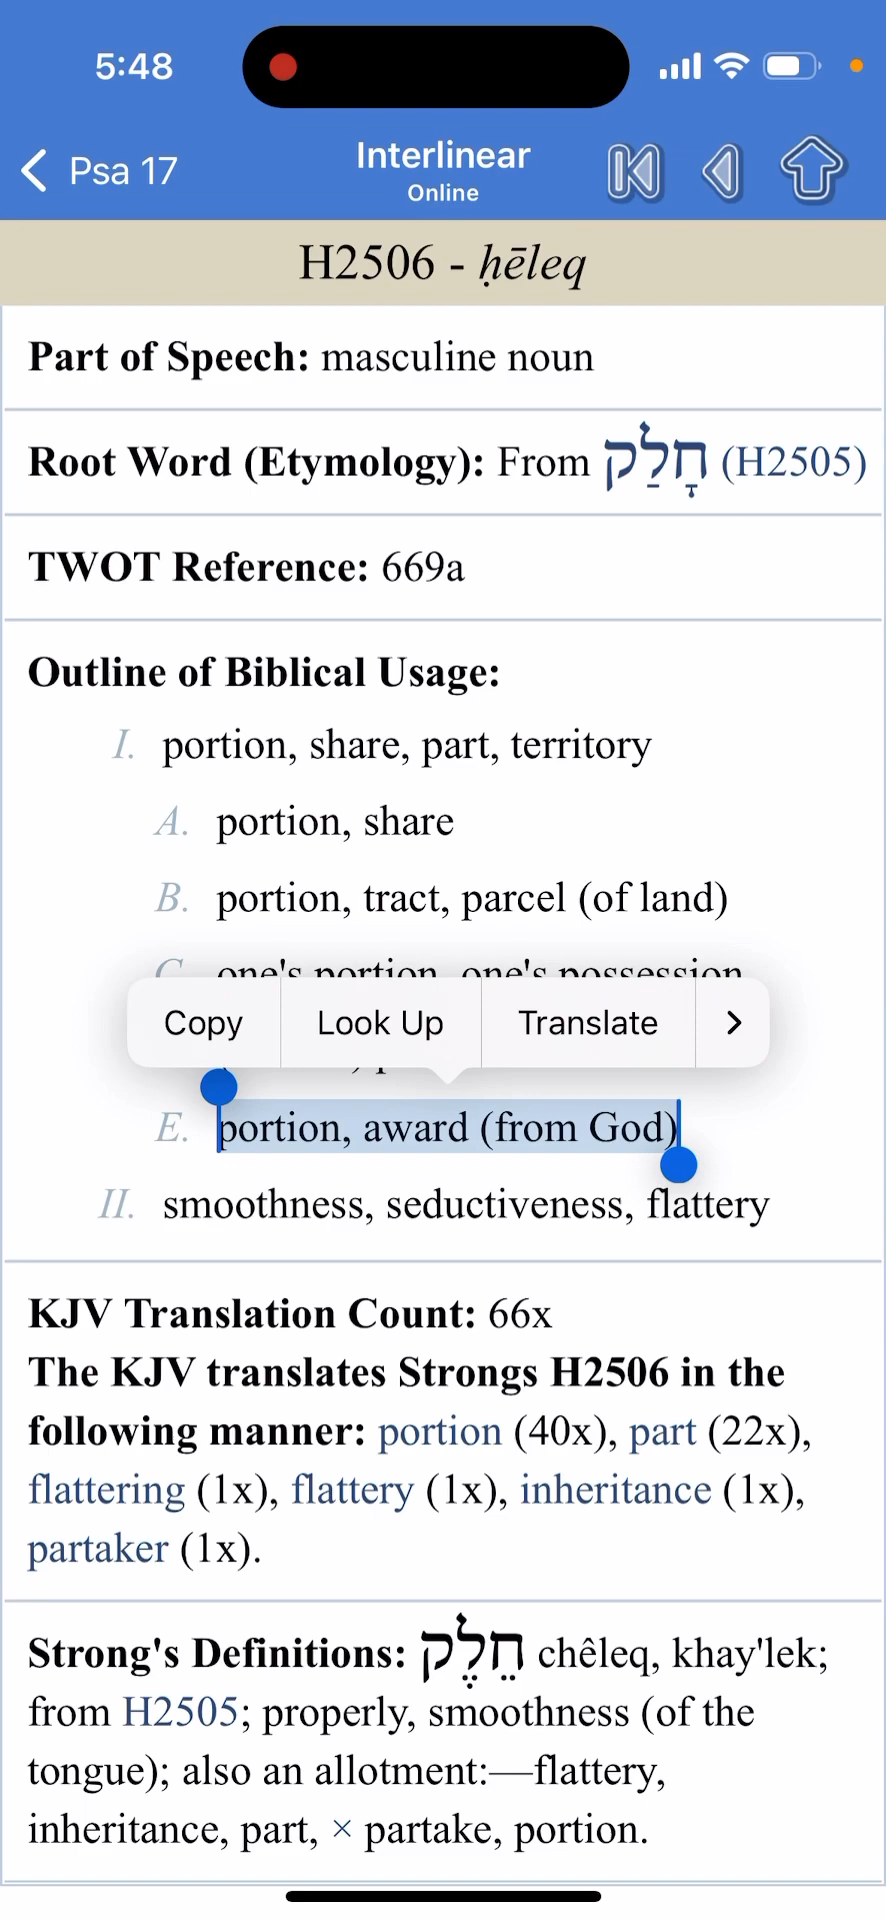 5:48
Psa 17
Interlinear
Online
H2506 - ḥēleq
Part of Speech: masculine noun
Root Word (Etymology): From חָלַק (H2505)
TWOT Reference: 669a
Outline of Biblical Usage:
I. portion, share, part, territory
A. portion, share
B. portion, tract, parcel (of land)
C. one's portion, one's possession
Copy Look Up Translate
E. portion, award (from God)
II. smoothness, seductiveness, flattery
KJV Translation Count: 66x
The KJV translates Strongs H2506 in the
following manner: portion (40x), part (22x),
flattering (1x), flattery (1x), inheritance (1x),
partaker (1x).
Strong's Definitions: חֵלֶק chêleq, khay'lek;
from H2505; properly, smoothness (of the
tongue); also an allotment:—flattery,
inheritance, part, × partake, portion.